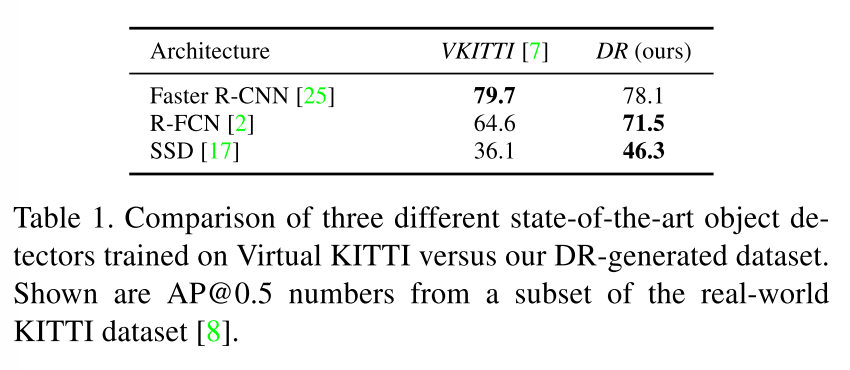 Architecture VKITTI [7] DR (ours)
Faster R-CNN [25] 79.7 78.1
R-FCN [2] 64.6 71.5
SSD [17] 36.1 46.3
Table 1. Comparison of three different state-of-the-art object de-
tectors trained on Virtual KITTI versus our DR-generated dataset.
Shown are AP@0.5 numbers from a subset of the real-world
KITTI dataset [8].